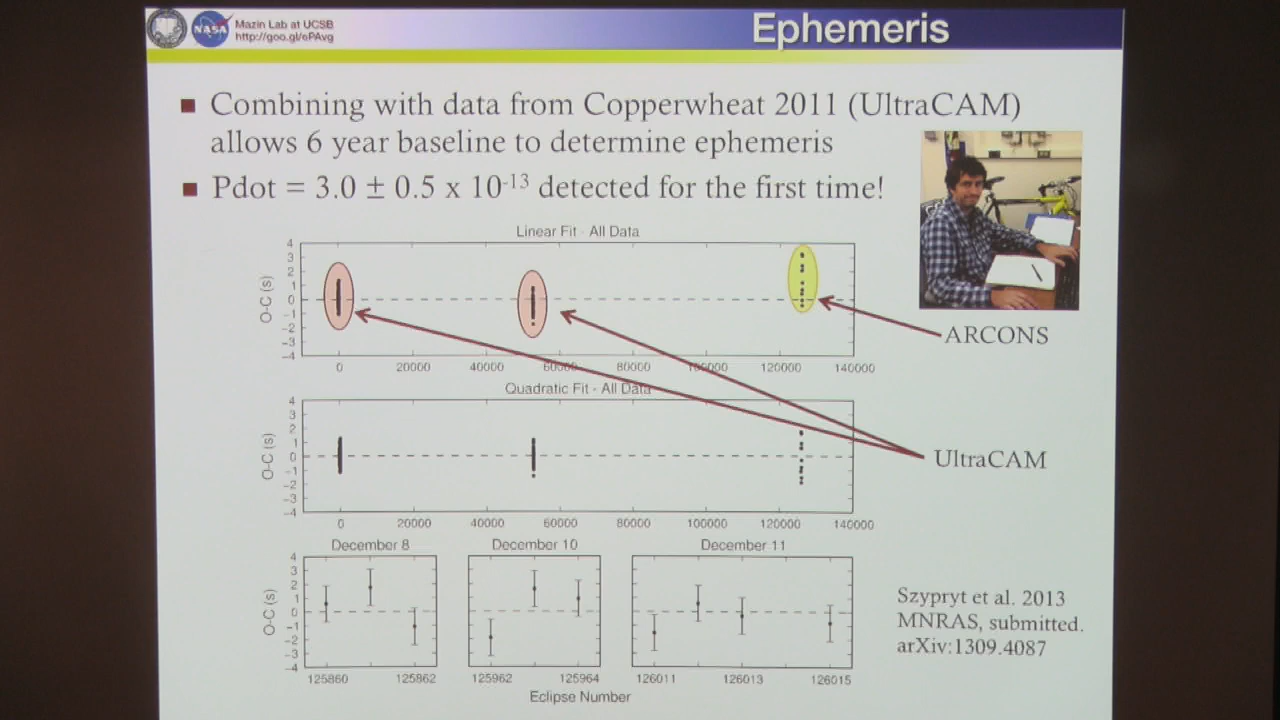 NASA
Mazin Lab at UCSB
http://goo.gl/ePAvg
Ephemeris
Combining with data from Copperwheat 2011 (UltraCAM)
allows 6 year baseline to determine ephemeris
Pdot = 3.0 ± 0.5 x 10⁻¹³ detected for the first time!
Linear Fit - All Data
O-C (s)
4
3
2
1
0
−1
−2
−3
−4
0 20000 40000 60000 80000 100000 120000 140000
ARCONS
Quadratic Fit - All Data
O-C (s)
4
3
2
1
0
−1
−2
−3
−4
0 20000 40000 60000 80000 100000 120000 140000
UltraCAM
December 8 December 10 December 11
O-C (s)
4
3
2
1
0
−1
−2
−3
−4
125860 125862 125962 125964 126011 126013 126015
Eclipse Number
Szypryt et al. 2013
MNRAS, submitted.
arXiv:1309.4087